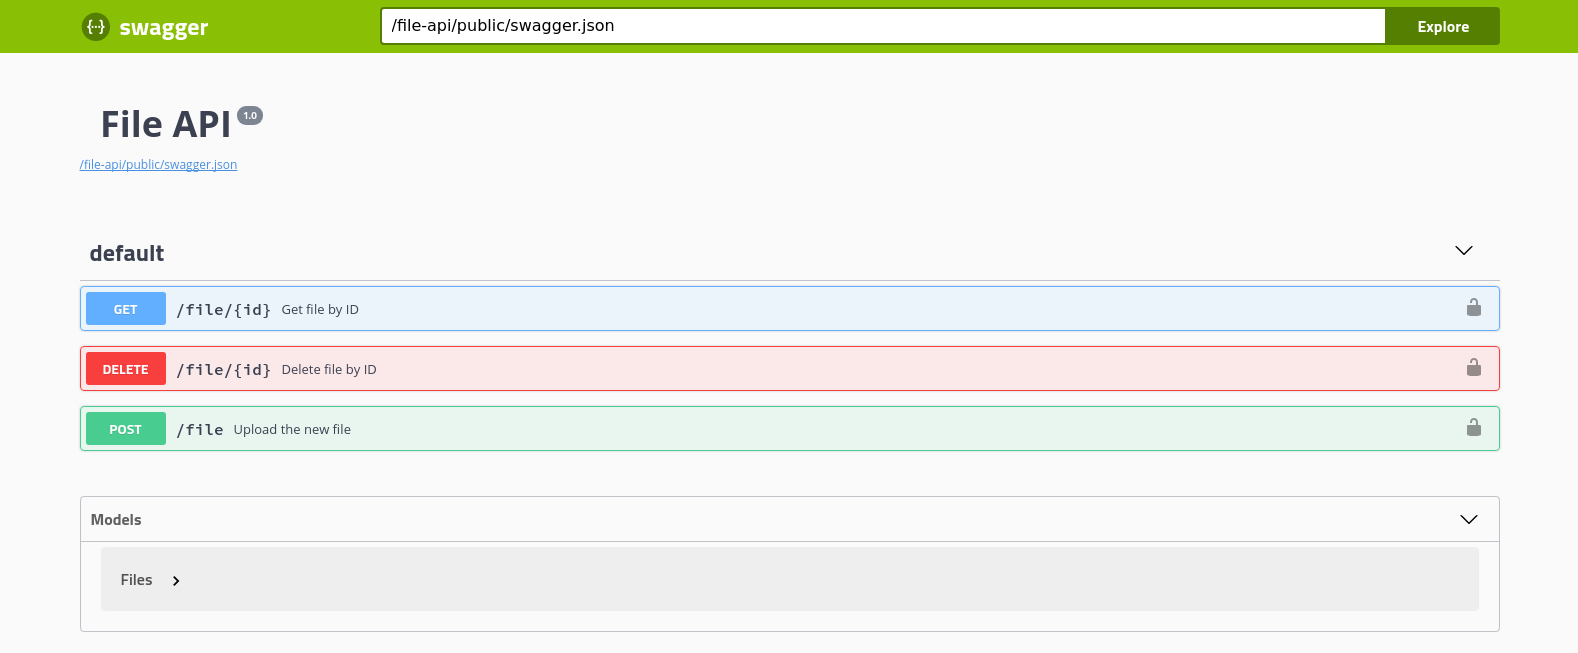 swagger
/file-api/public/swagger.json
Explore
File API 1.0
/file-api/public/swagger.json
default
GET /file/{id} Get file by ID
DELETE /file/{id} Delete file by ID
POST /file Upload the new file
Models
Files